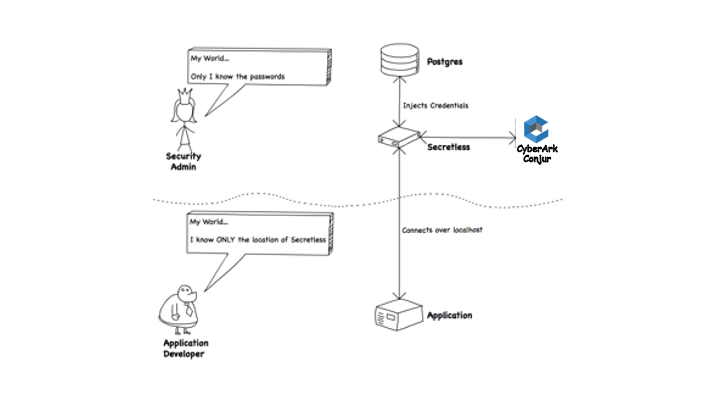 My World...
Only I know the passwords
Security
Admin
Postgres
Injects Credentials
Secretless
CyberArk
Conjur
My World...
I know ONLY the location of Secretless
Connects over localhost
Application
Application
Developer